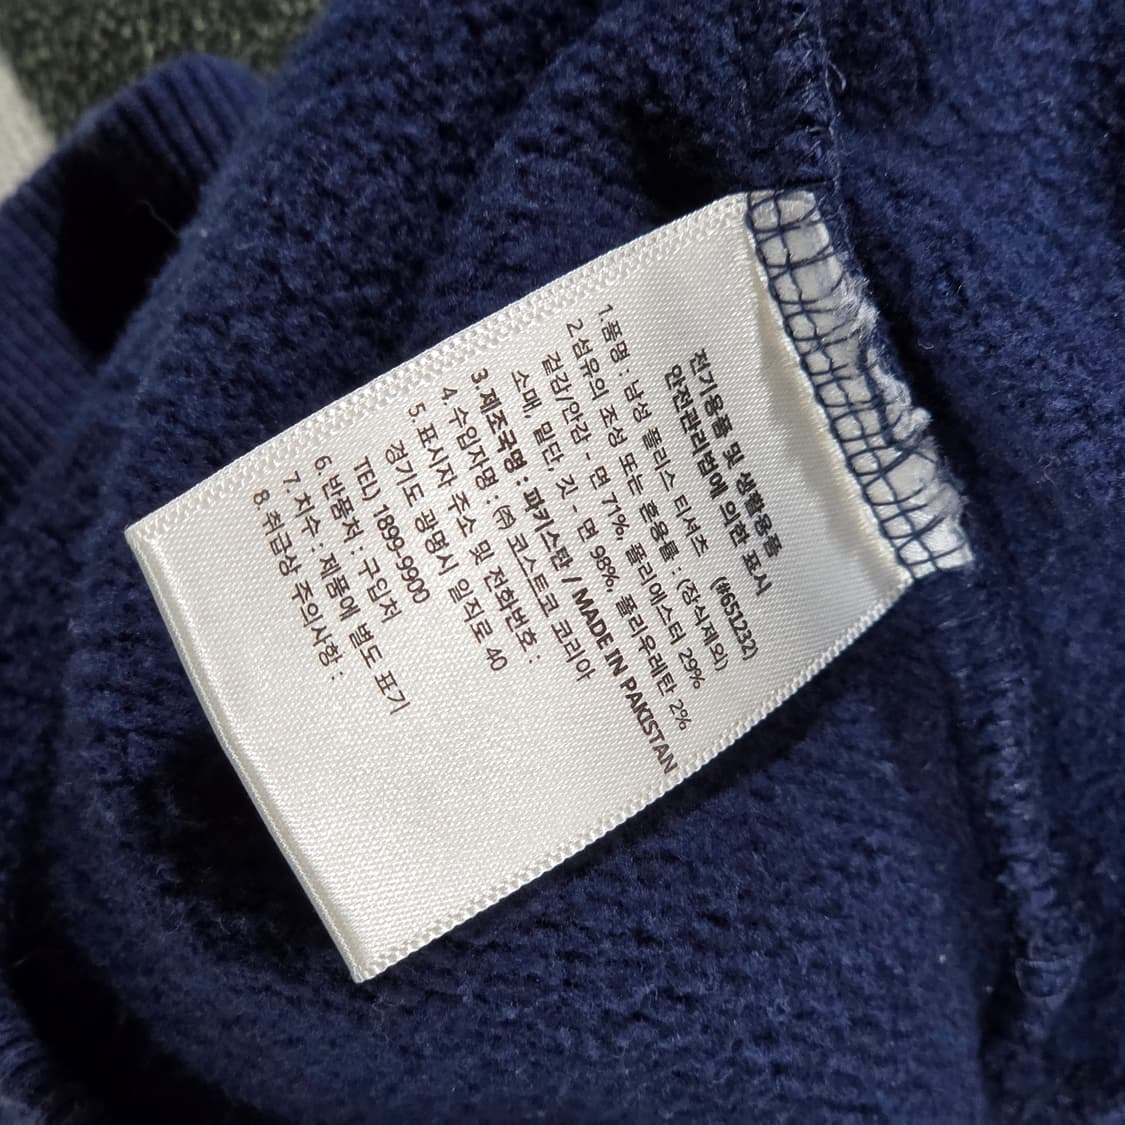 전기용품 및 생활용품
안전관리법에 의한 표시
1.품명 : 남성 플리스 티셔츠 (#651232)
2.섬유의 조성 또는 혼용률 : (장식제외)
겉감/안감 - 면 71%, 폴리에스터 29%
소매, 밑단, 깃 - 면 98%, 폴리우레탄 2%
3.제조국명 : 파키스탄 / MADE IN PAKISTAN
4. 수입자명 : ㈜ 코스트코 코리아
5. 표시자 주소 및 전화번호 :
경기도 광명시 일직로 40
TEL) 1899-9900
6. 반품처 : 구입처
7. 치수 : 제품에 별도 표기
8. 취급상 주의사항 :